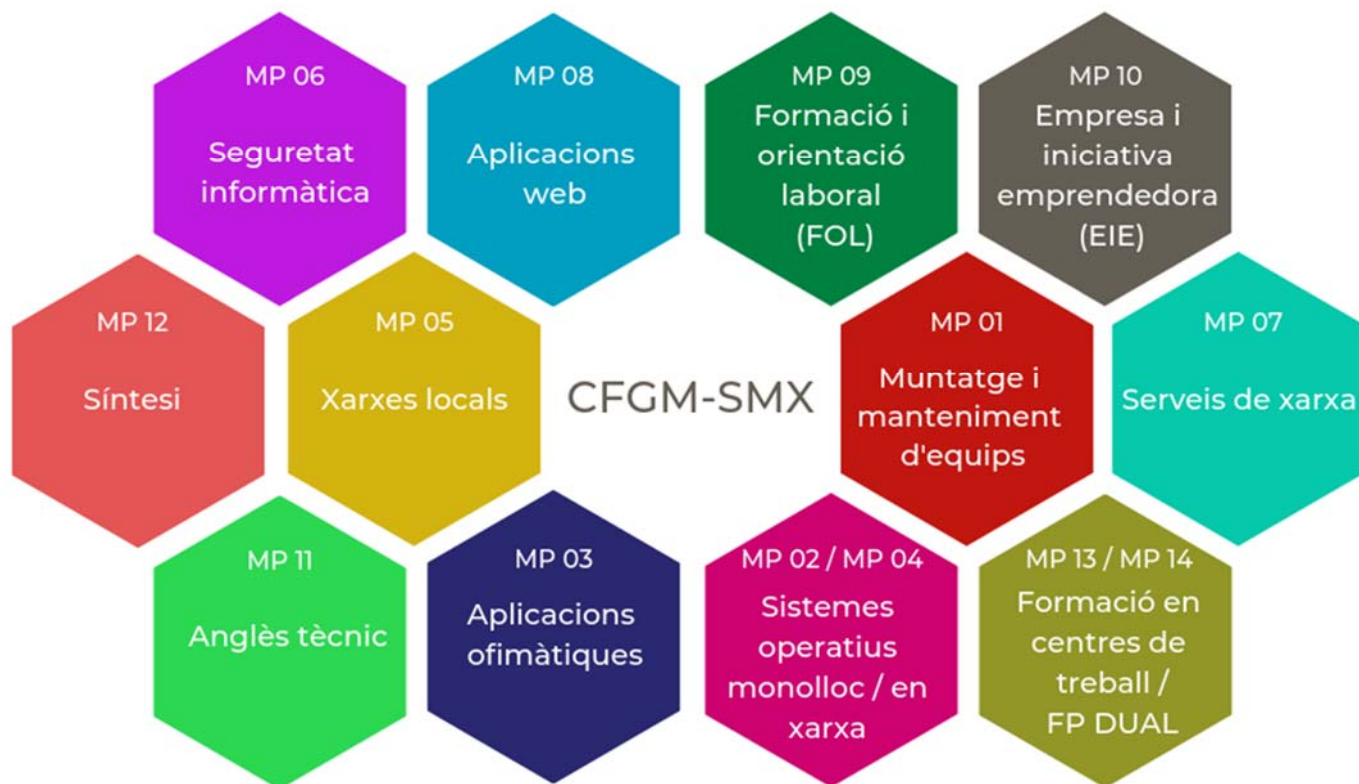 MP 06
Seguretat
informàtica
MP 08
Aplicacions
web
MP 09
Formació i
orientació
laboral
(FOL)
MP 10
Empresa i
iniciativa
emprendedora
(EIE)
MP 12
Síntesi
MP 05
Xarxes locals
CFGM-SMX
MP 01
Muntatge i
manteniment
d'equips
MP 07
Serveis de xarxa
MP 11
Anglès tècnic
MP 03
Aplicacions
ofimàtiques
MP 02 / MP 04
Sistemes
operatius
monolloc / en
xarxa
MP 13 / MP 14
Formació en
centres de
treball /
FP DUAL